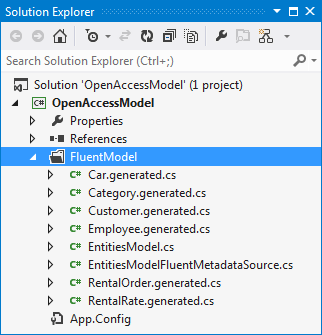 Solution Explorer
Search Solution Explorer (Ctrl+;)
Solution 'OpenAccessModel' (1 project)
C# OpenAccessModel
Properties
References
FluentModel
C# Car.generated.cs
C# Category.generated.cs
C# Customer.generated.cs
C# Employee.generated.cs
C# EntitiesModel.cs
C# EntitiesModelFluentMetadataSource.cs
C# RentalOrder.generated.cs
C# RentalRate.generated.cs
App.Config